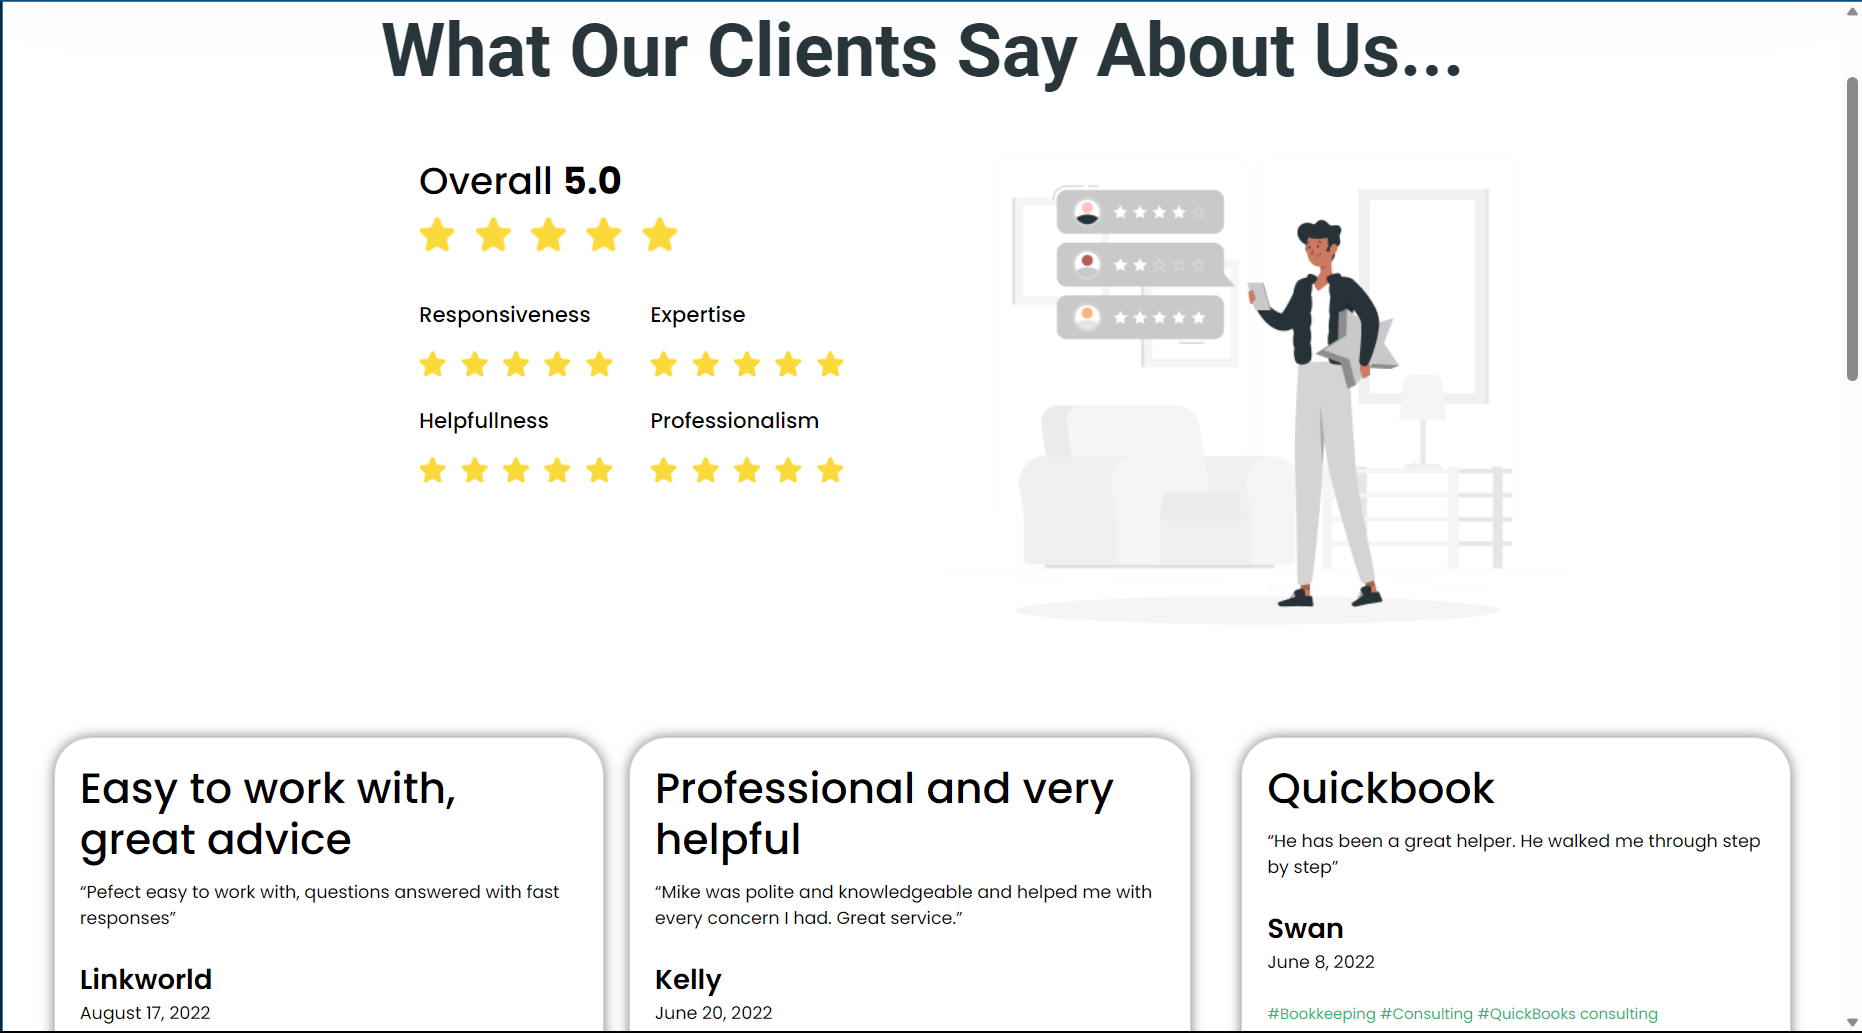 What Our Clients Say About Us...
Overall 5.0
Responsiveness
Expertise
Helpfullness
Professionalism
Easy to work with,
great advice
“Pefect easy to work with, questions answered with fast
responses”
Linkworld
August 17, 2022
Professional and very
helpful
“Mike was polite and knowledgeable and helped me with
every concern I had. Great service.”
Kelly
June 20, 2022
Quickbook
“He has been a great helper. He walked me through step
by step”
Swan
June 8, 2022
#Bookkeeping #Consulting #QuickBooks consulting